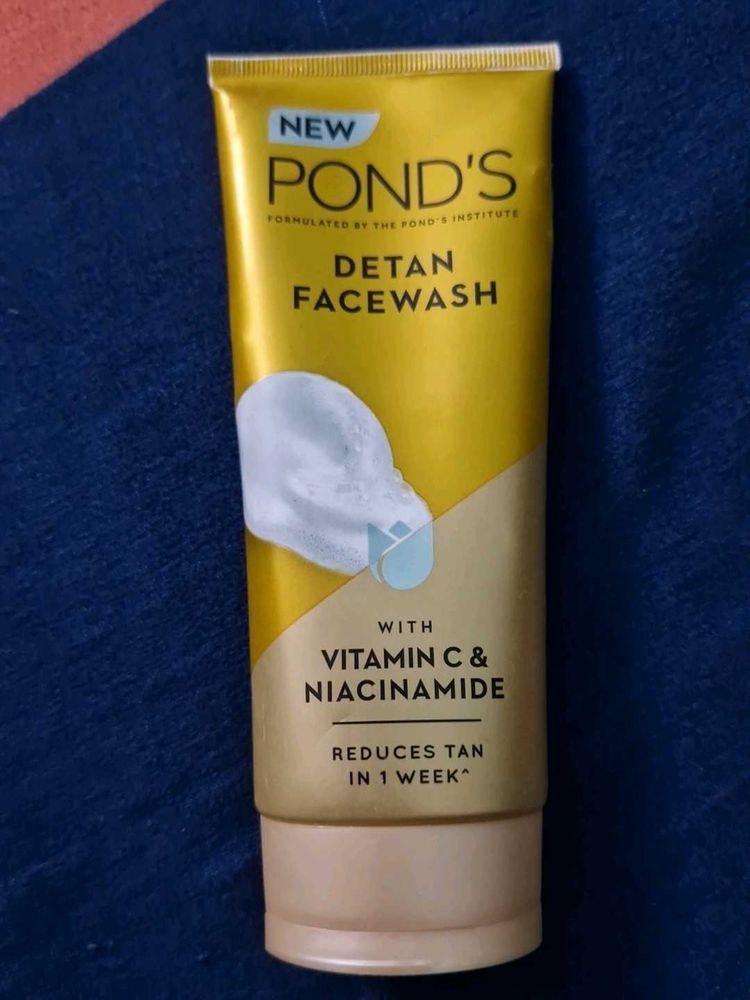 NEW
POND'S
FORMULATED BY THE POND'S INSTITUTE
DETAN
FACEWASH
WITH
VITAMIN C &
NIACINAMIDE
REDUCES TAN
IN 1 WEEK^